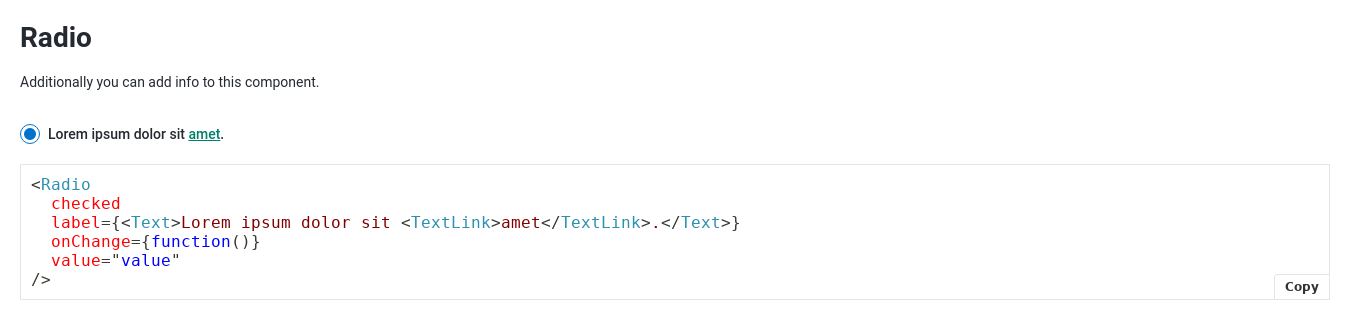 Radio
Additionally you can add info to this component.
Lorem ipsum dolor sit amet.
<Radio
  checked
  label={<Text>Lorem ipsum dolor sit <TextLink>amet</TextLink>.</Text>}
  onChange={function()}
  value="value"
/>
Copy